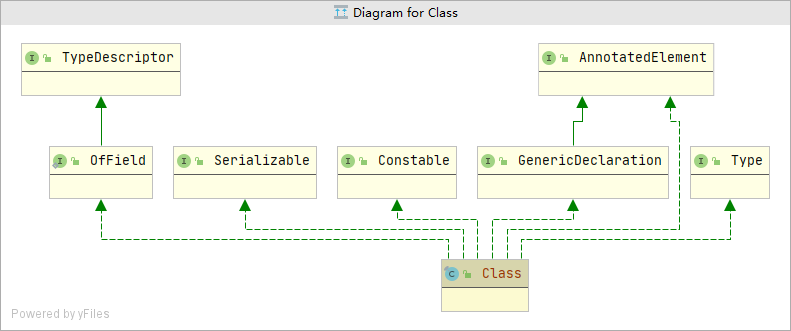 Diagram for Class
I TypeDescriptor
I AnnotatedElement
I OfField
I Serializable
I Constable
I GenericDeclaration
I Type
C Class
Powered by yFiles